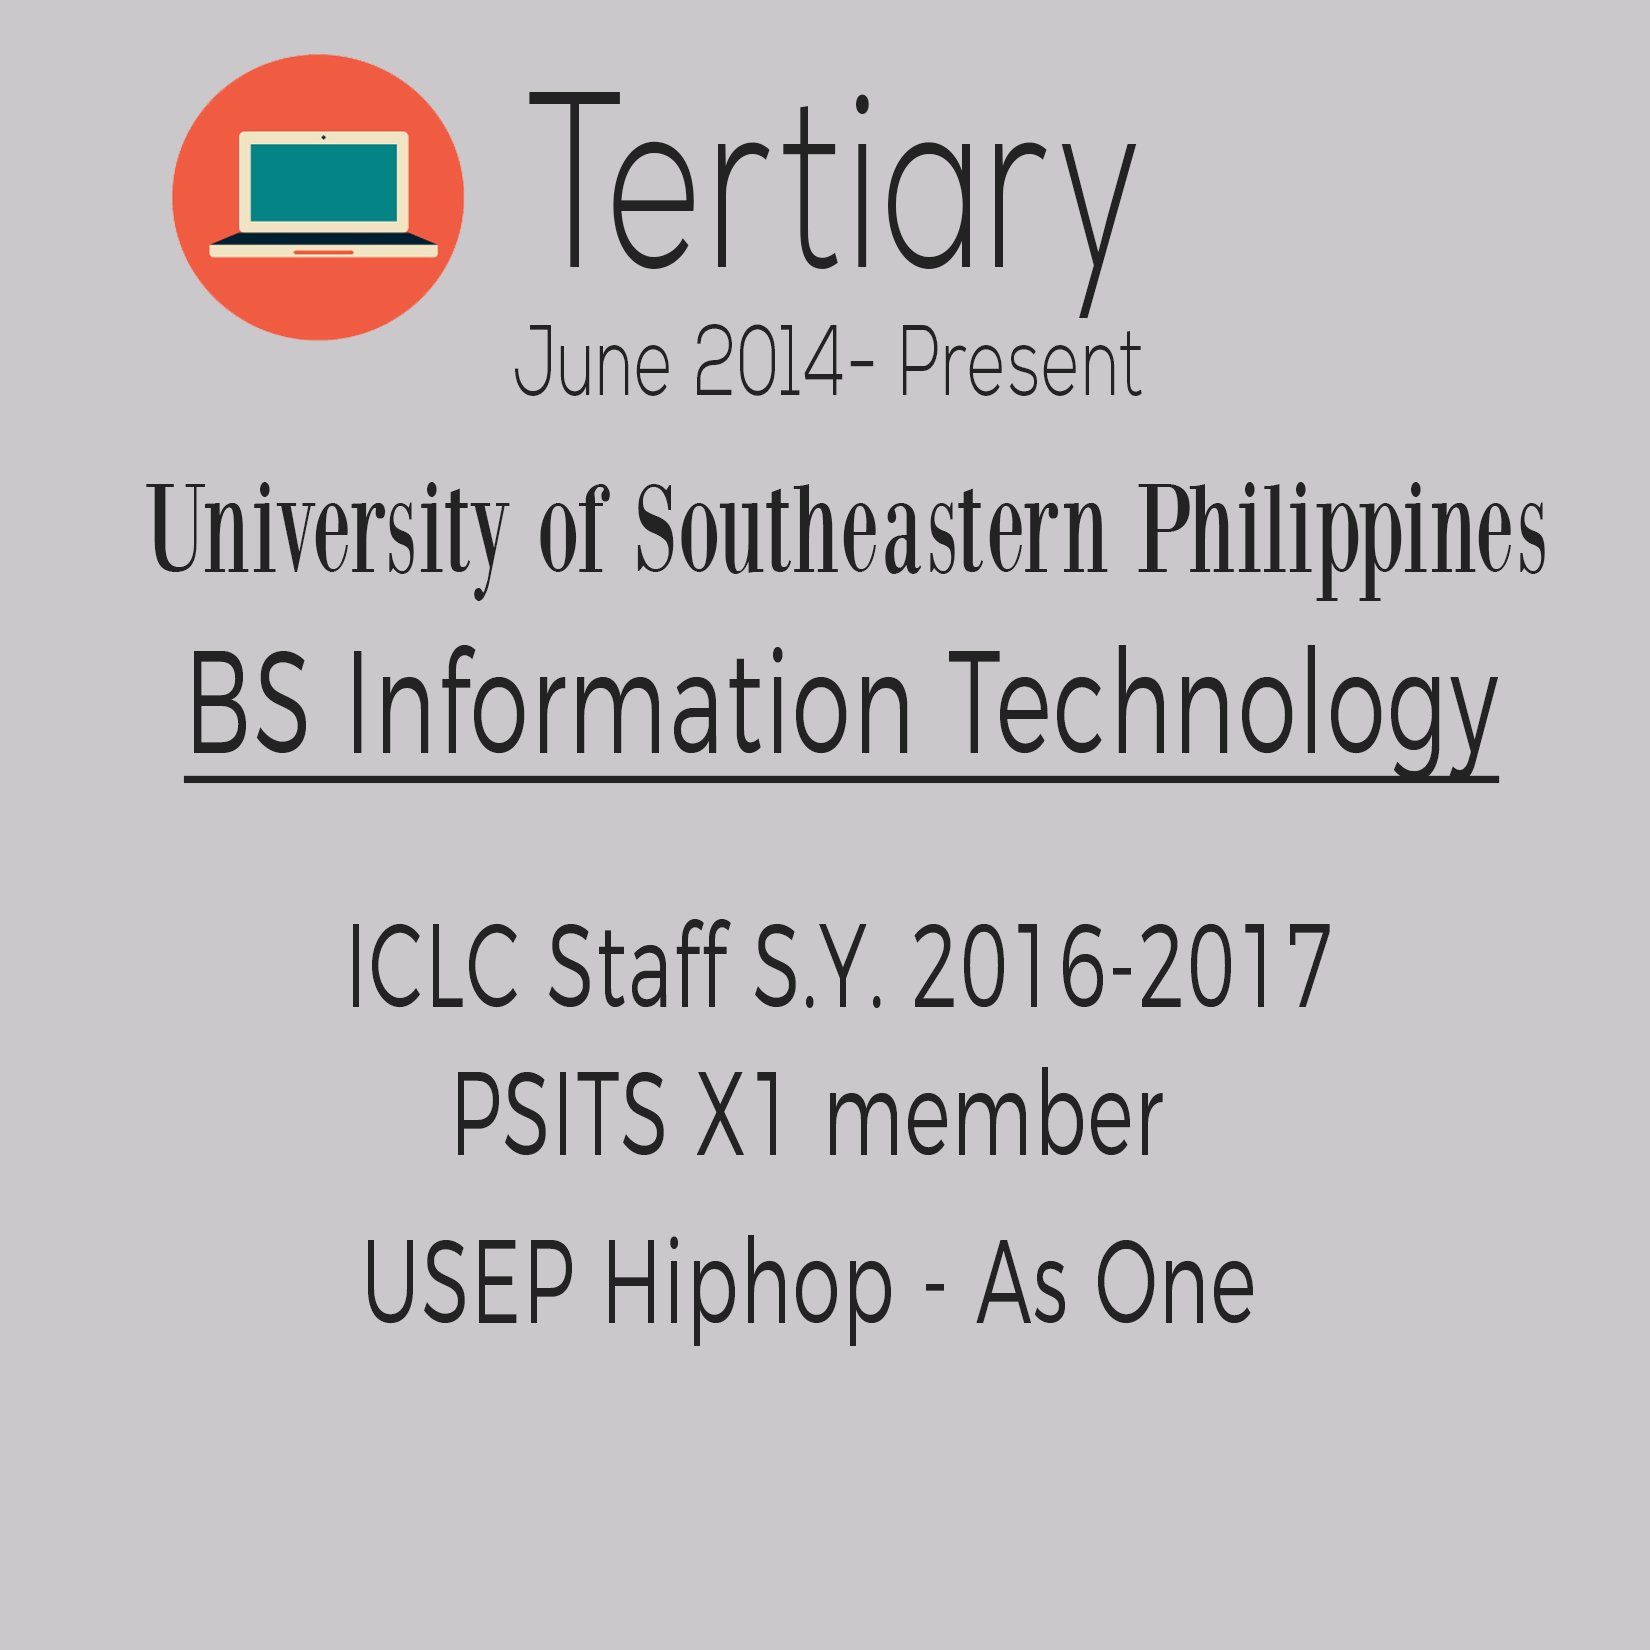 Tertiary
June 2014- Present
University of Southeastern Philippines
BS Information Technology
ICLC Staff S.Y. 2016-2017
PSITS X1 member
USEP Hiphop - As One